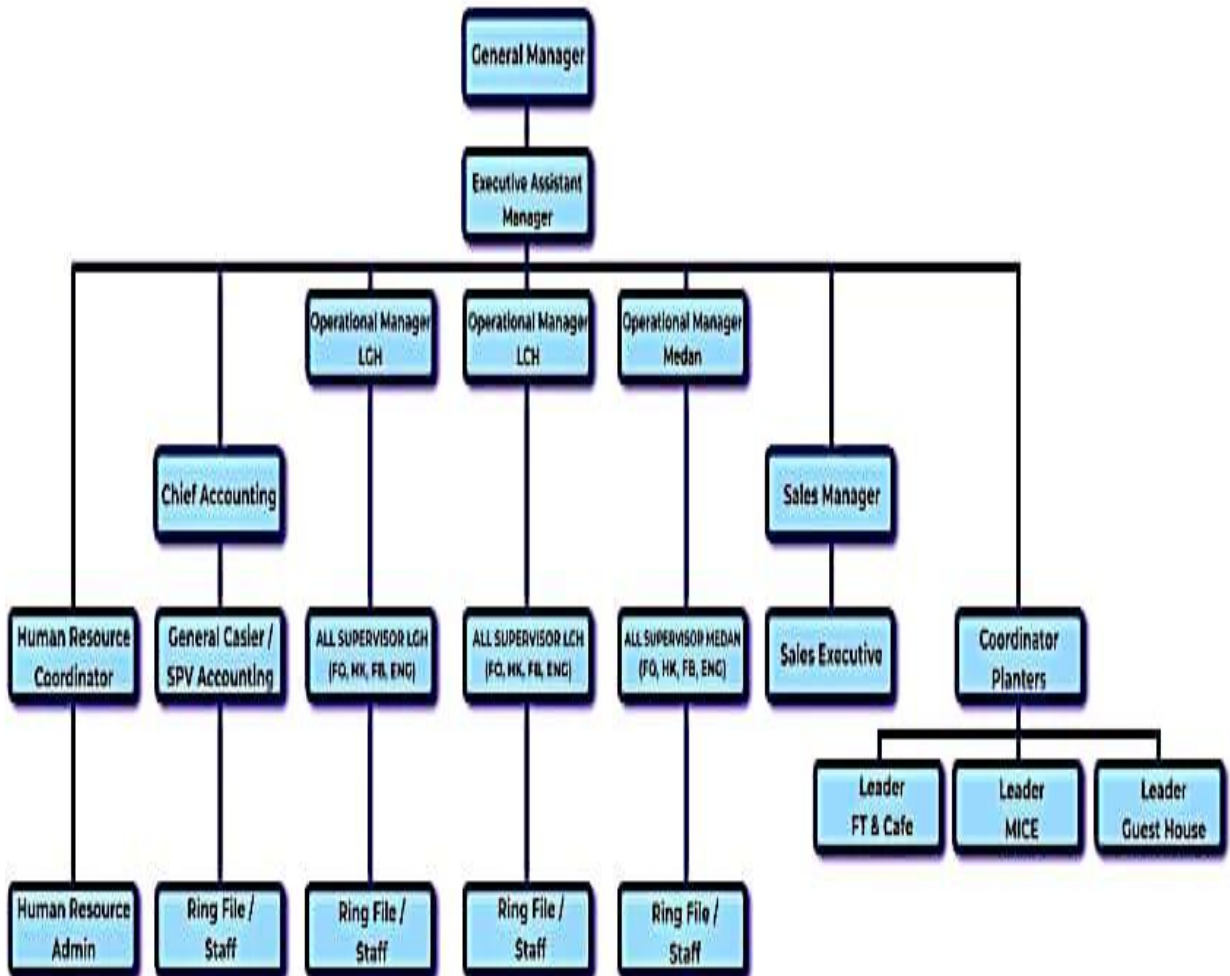 General Manager
Executive Assistant
Manager
Operational Manager
LGH
Operational Manager
LCH
Operational Manager
Medan
Chief Accounting
Sales Manager
Human Resource
Coordinator
General Casler /
SPV Accounting
ALL SUPERVISOR LGH
(FO, HK, FB, ENG)
ALL SUPERVISOR LCH
(FO, HK, FB, ENG)
ALL SUPERVISOR MEDAN
(FO, HK, FB, ENG)
Sales Executive
Coordinator
Planters
Leader
FT & Cafe
Leader
MICE
Leader
Guest House
Human Resource
Admin
Ring File /
Staff
Ring File /
Staff
Ring File /
Staff
Ring File /
Staff